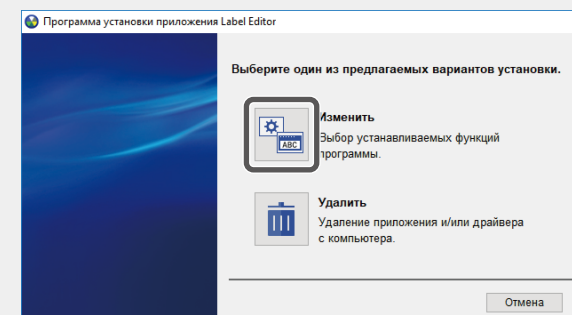 Программа установки приложения Label Editor
Выберите один из предлагаемых вариантов установки.
Изменить
Выбор устанавливаемых функций
программы.
ABC
Удалить
Удаление приложения и/или драйвера
с компьютера.
Отмена